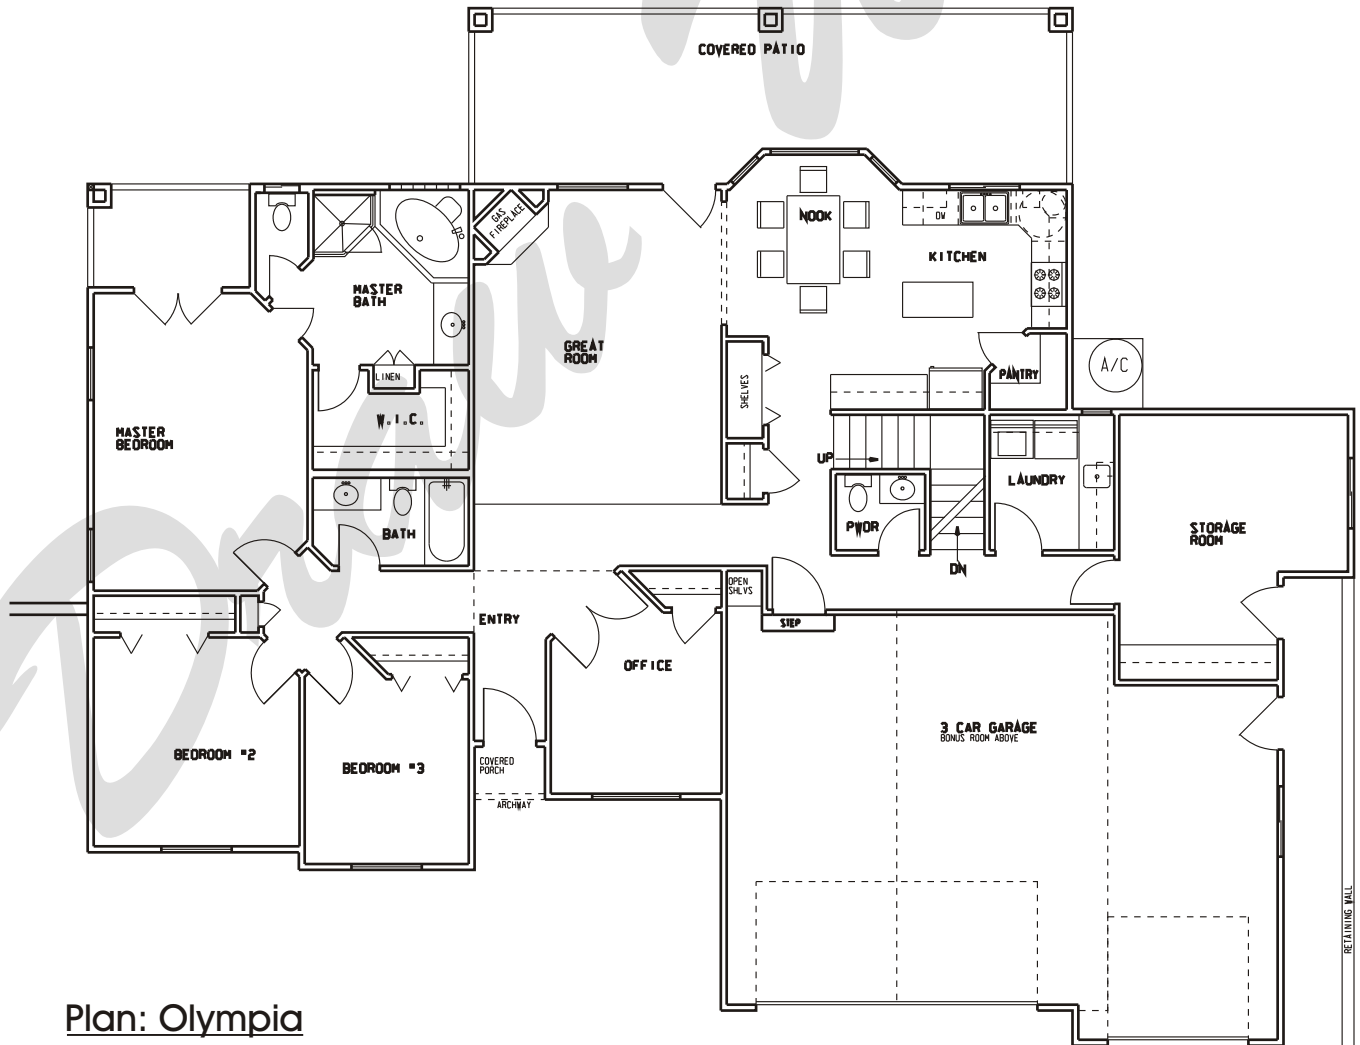 COVERED PATIO
GAS
FIREPLACE
NOOK
DW
KITCHEN
MASTER
BATH
GREAT
ROOM
LINEN
PANTRY
A/C
SHELVES
W.I.C.
MASTER
BEDROOM
UP
LAUNDRY
BATH
PWDR
STORAGE
ROOM
DN
OPEN
SHLVS
ENTRY
STEP
OFFICE
3 CAR GARAGE
BONUS ROOM ABOVE
BEDROOM #2
BEDROOM #3
COVERED
PORCH
ARCHWAY
RETAINING WALL
Plan: Olympia
Draw